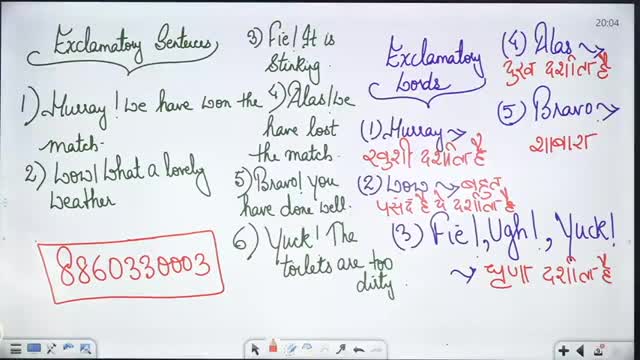 Exclamatory Sentences
1) Hurray! We have won the
match.
2) Wow! What a lovely
weather
8860330003
3) Fie! It is
stinking.
4) Alas! We
have lost
the match.
5) Bravo! you
have done well.
6) Yuck! The
toilets are too
dirty.
Exclamatory
Words
(1) Hurray
खुशी दर्शाता है
(2) Wow बहुत
पसंद है ये दर्शाता है
(3) Fie!, Ugh!, Yuck!
घृणा दर्शाता है
(4) Alas
दुख दर्शाता है
(5) Bravo
शाबाश
20:04